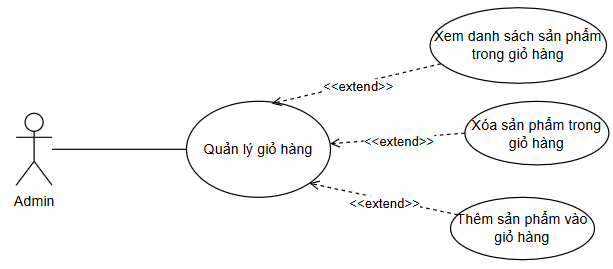 Xem danh sách sản phẩm
trong giỏ hàng
<<extend>>
Xóa sản phẩm trong
giỏ hàng
<<extend>>
Quản lý giỏ hàng
Admin
<<extend>>
Thêm sản phẩm vào
giỏ hàng